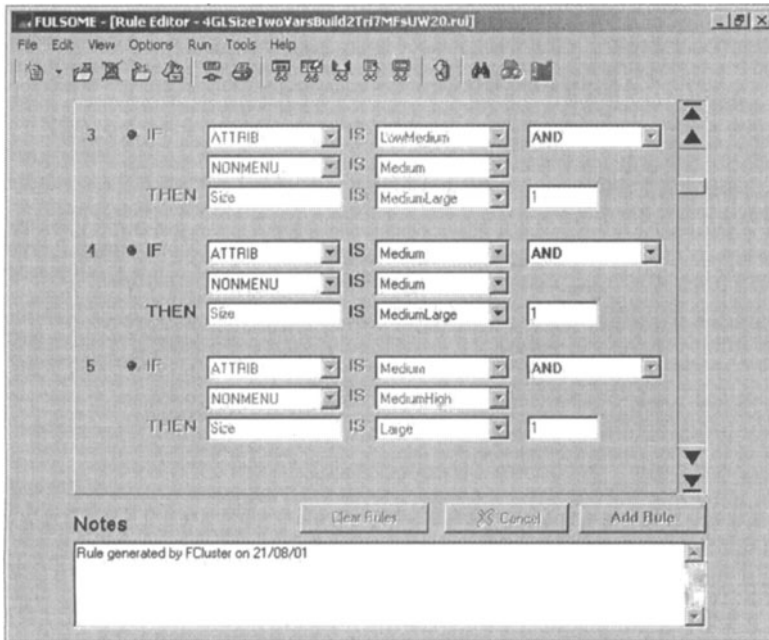 FULSOME - [Rule Editor - 4GLSizeTwoVarsBuild2Tri7MFsUW20.rul]
File Edit View Options Run Tools Help
3 IF ATTRIB IS LowMedium AND
NONMENU IS Medium
THEN Size IS MediumLarge 1
4 IF ATTRIB IS Medium AND
NONMENU IS Medium
THEN Size IS MediumLarge 1
5 IF ATTRIB IS Medium AND
NONMENU IS MediumHigh
THEN Size IS Large 1
Notes
Clear Rules Cancel Add Rule
Rule generated by FCluster on 21/08/01